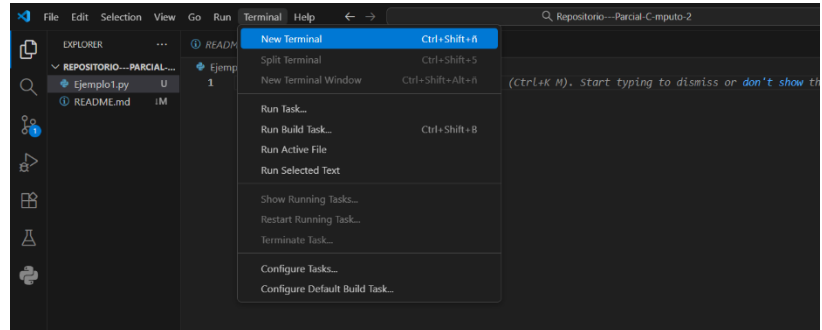 File Edit Selection View Go Run Terminal Help
Repositorio---Parcial-C-mputo-2
EXPLORER
REPOSITORIO---PARCIAL-...
Ejemplo1.py U
README.md ↓M
READM
Ejemp
1
(Ctrl+K M). Start typing to dismiss or don't show th
New Terminal Ctrl+Shift+ñ
Split Terminal Ctrl+Shift+5
New Terminal Window Ctrl+Shift+Alt+ñ
Run Task...
Run Build Task... Ctrl+Shift+B
Run Active File
Run Selected Text
Show Running Tasks...
Restart Running Task...
Terminate Task...
Configure Tasks...
Configure Default Build Task...
1